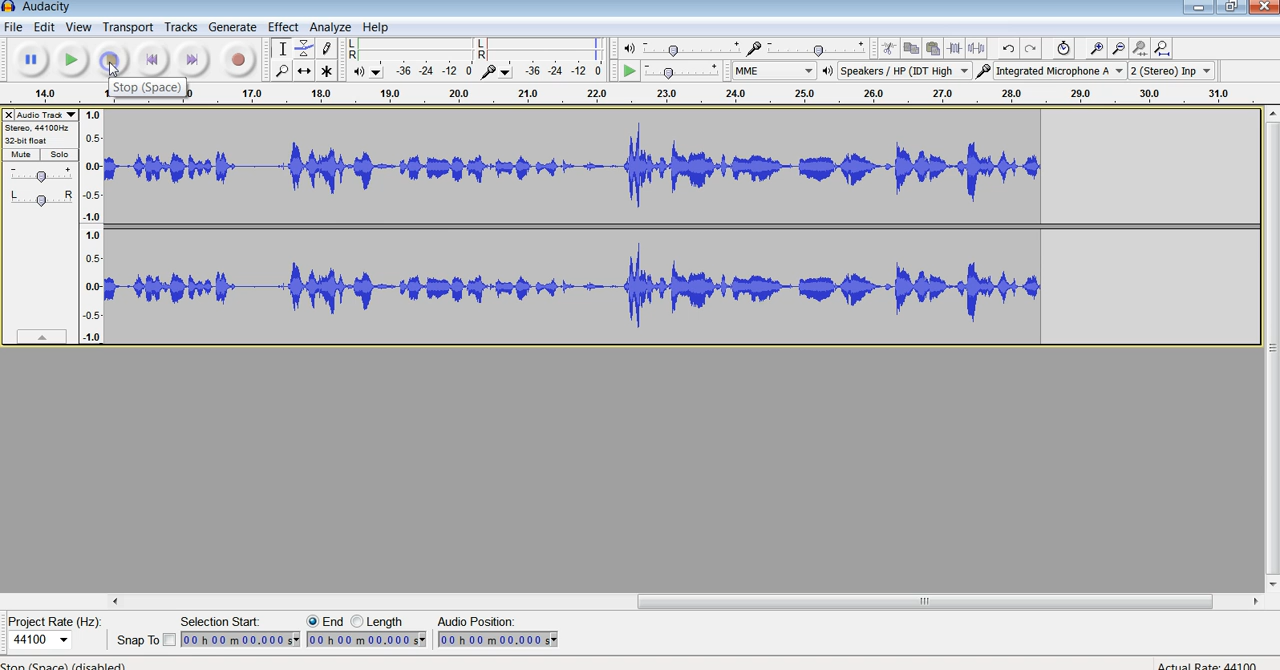 Audacity
File Edit View Transport Tracks Generate Effect Analyze Help
L
R
-36 -24 -12 0
L
R
-36 -24 -12 0
MME
Speakers / HP (IDT High
Integrated Microphone A
2 (Stereo) Inp
Stop (Space)
14.0 17.0 18.0 19.0 20.0 21.0 22.0 23.0 24.0 25.0 26.0 27.0 28.0 29.0 30.0 31.0
Audio Track
Stereo, 44100Hz
32-bit float
Mute Solo
- +
L R
1.0
0.5-
0.0-
-0.5-
-1.0
1.0
0.5-
0.0-
-0.5-
-1.0
Project Rate (Hz):
44100
Snap To
Selection Start:
00 h 00 m 00.000 s
End Length
00 h 00 m 00.000 s
Audio Position:
00 h 00 m 00.000 s
Stop (Space) (disabled)
Actual Rate: 44100